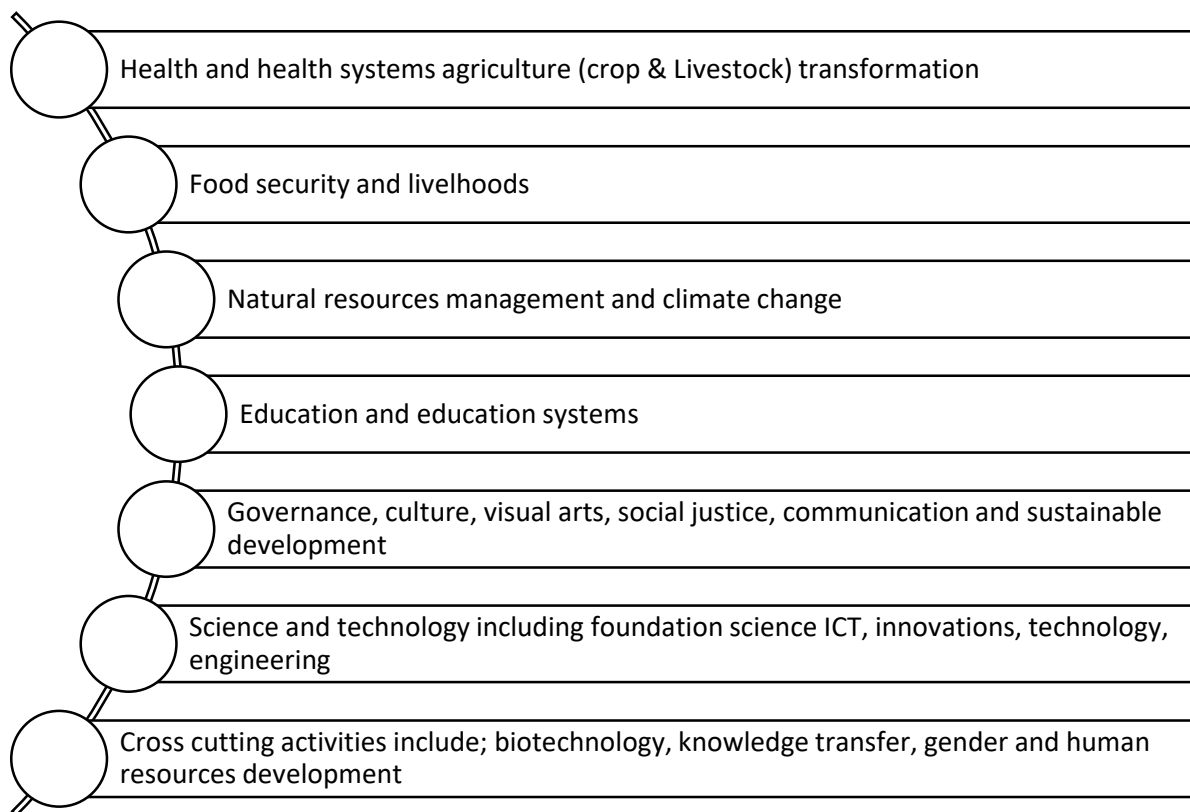 Health and health systems agriculture (crop & Livestock) transformation
Food security and livelhoods
Natural resources management and climate change
Education and education systems
Governance, culture, visual arts, social justice, communication and sustainable
development
Science and technology including foundation science ICT, innovations, technology,
engineering
Cross cutting activities include; biotechnology, knowledge transfer, gender and human
resources development